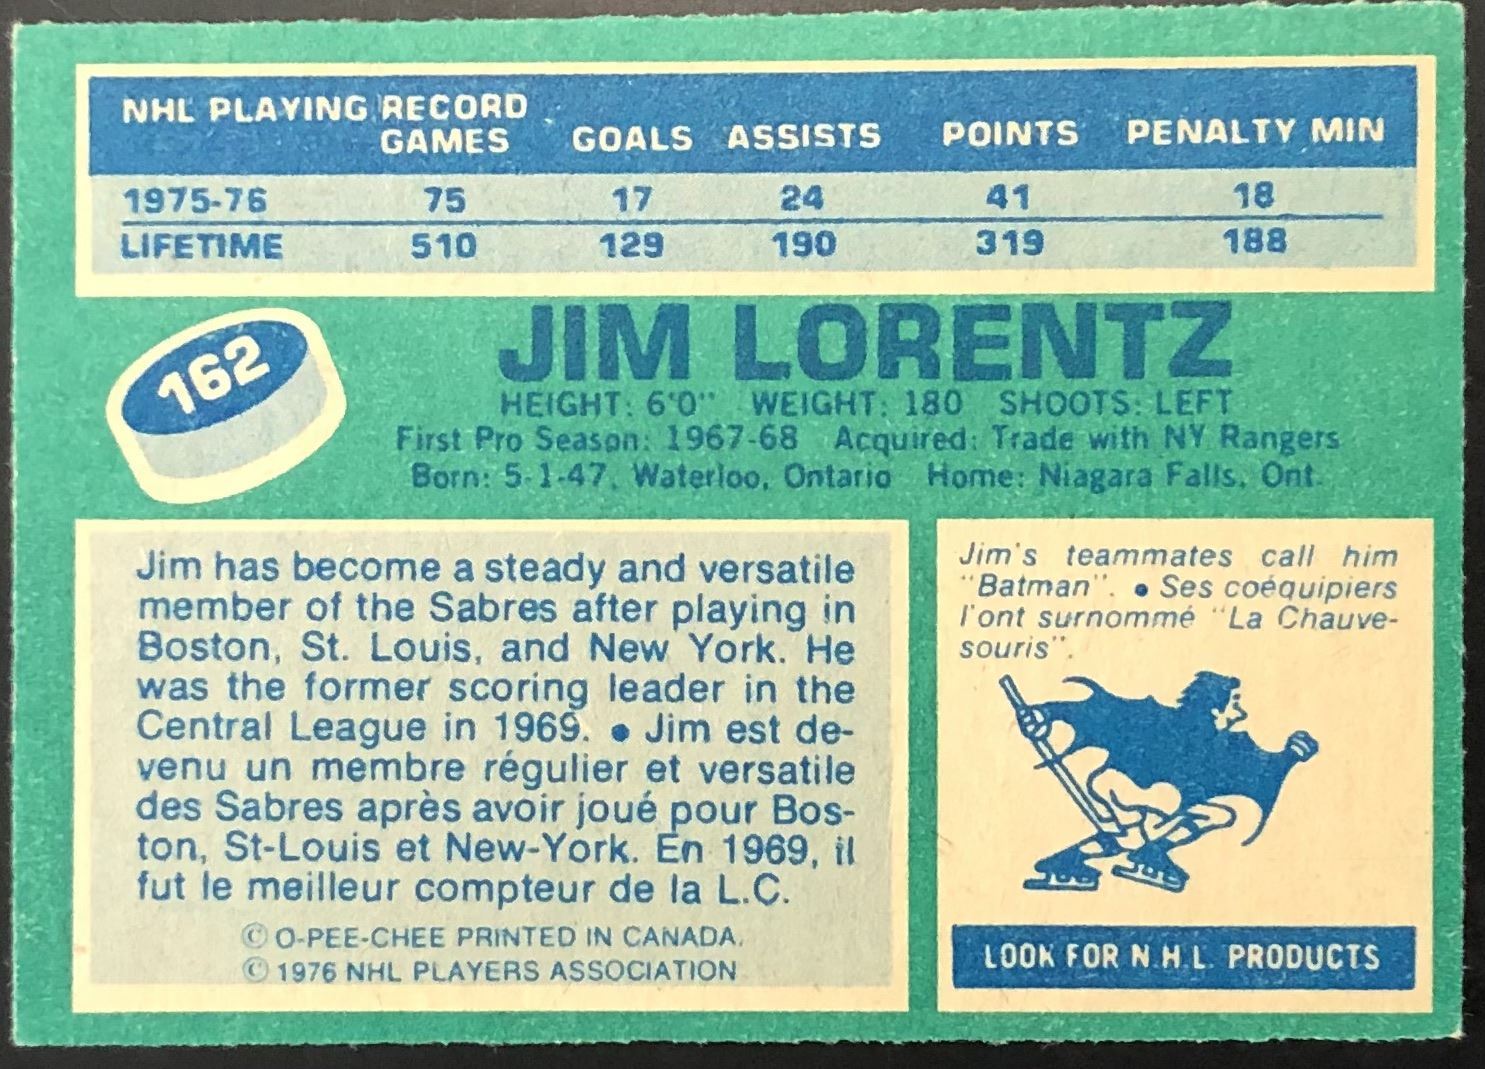 NHL PLAYING RECORD
GAMES GOALS ASSISTS POINTS PENALTY MIN
1975-76 75 17 24 41 18
LIFETIME 510 129 190 319 188
162
JIM LORENTZ
HEIGHT: 6'0" WEIGHT: 180 SHOOTS: LEFT
First Pro Season: 1967-68 Acquired: Trade with NY Rangers
Born: 5-1-47, Waterloo, Ontario Home: Niagara Falls, Ont.
Jim has become a steady and versatile
member of the Sabres after playing in
Boston, St. Louis, and New York. He
was the former scoring leader in the
Central League in 1969. • Jim est de-
venu un membre régulier et versatile
des Sabres après avoir joué pour Bos-
ton, St-Louis et New-York. En 1969, il
fut le meilleur compteur de la L.C.
© O-PEE-CHEE PRINTED IN CANADA.
© 1976 NHL PLAYERS ASSOCIATION
Jim's teammates call him
"Batman". • Ses coéquipiers
l'ont surnommé "La Chauve-
souris".
LOOK FOR N.H.L. PRODUCTS